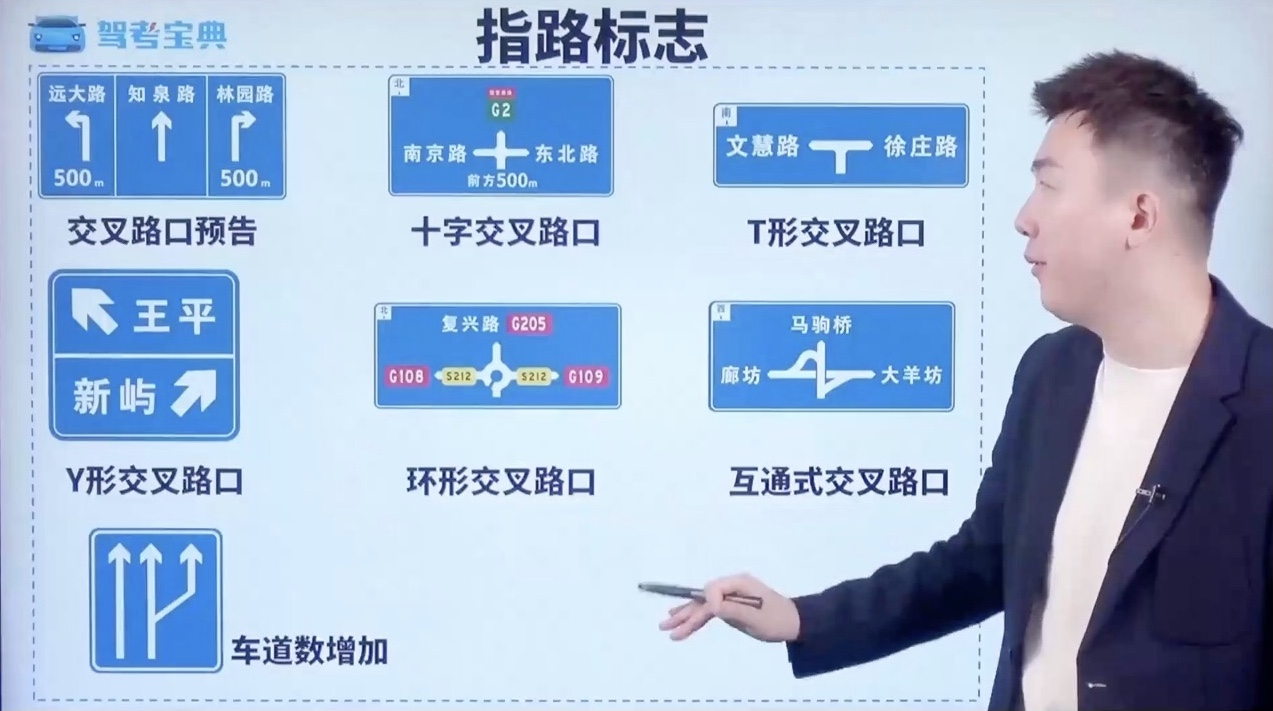 驾考宝典
指路标志
远大路
知泉路
林园路
500m
500m
交叉路口预告
北
G2
南京路
东北路
前方500m
十字交叉路口
南
文慧路
徐庄路
T形交叉路口
王平
新屿
Y形交叉路口
北
复兴路 G205
G108
S212
S212
G109
环形交叉路口
西
马驹桥
廊坊
大羊坊
互通式交叉路口
车道数增加